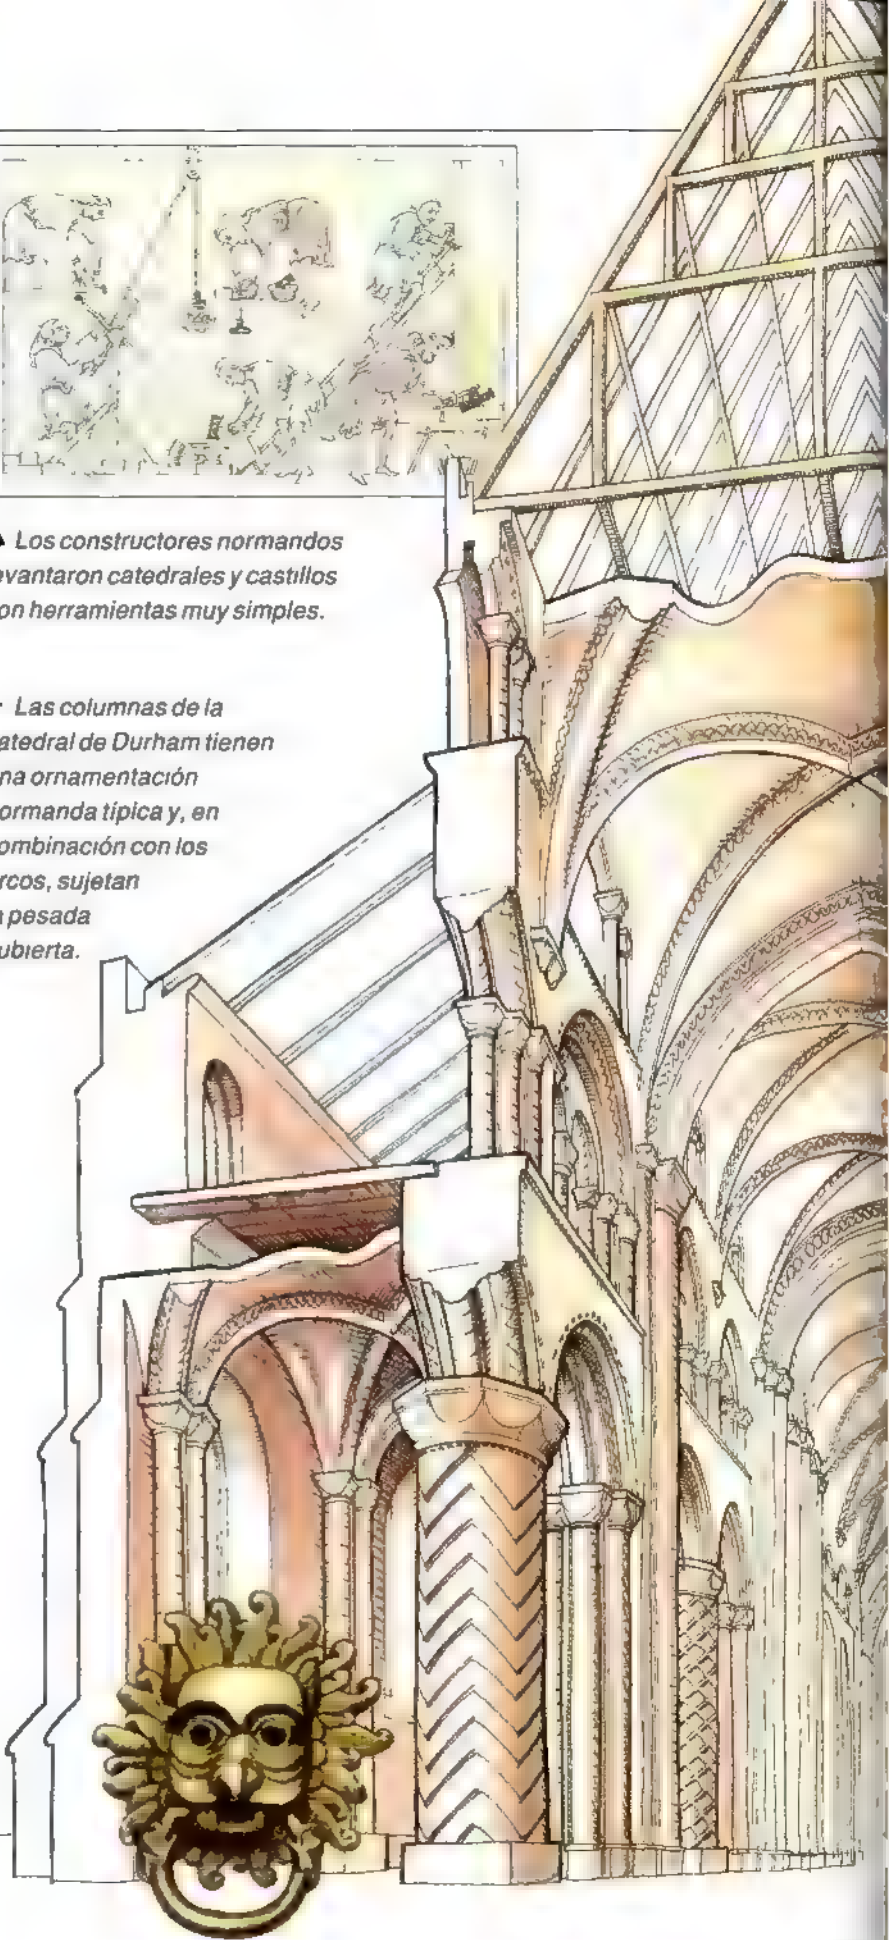 Los constructores normandos
evantaron catedrales y castillos
on herramientas muy simples.
Las columnas de la
atedral de Durham tienen
na ornamentación
ormanda típica y, en
ombinación con los
rcos, sujetan
a pesada
ubierta.